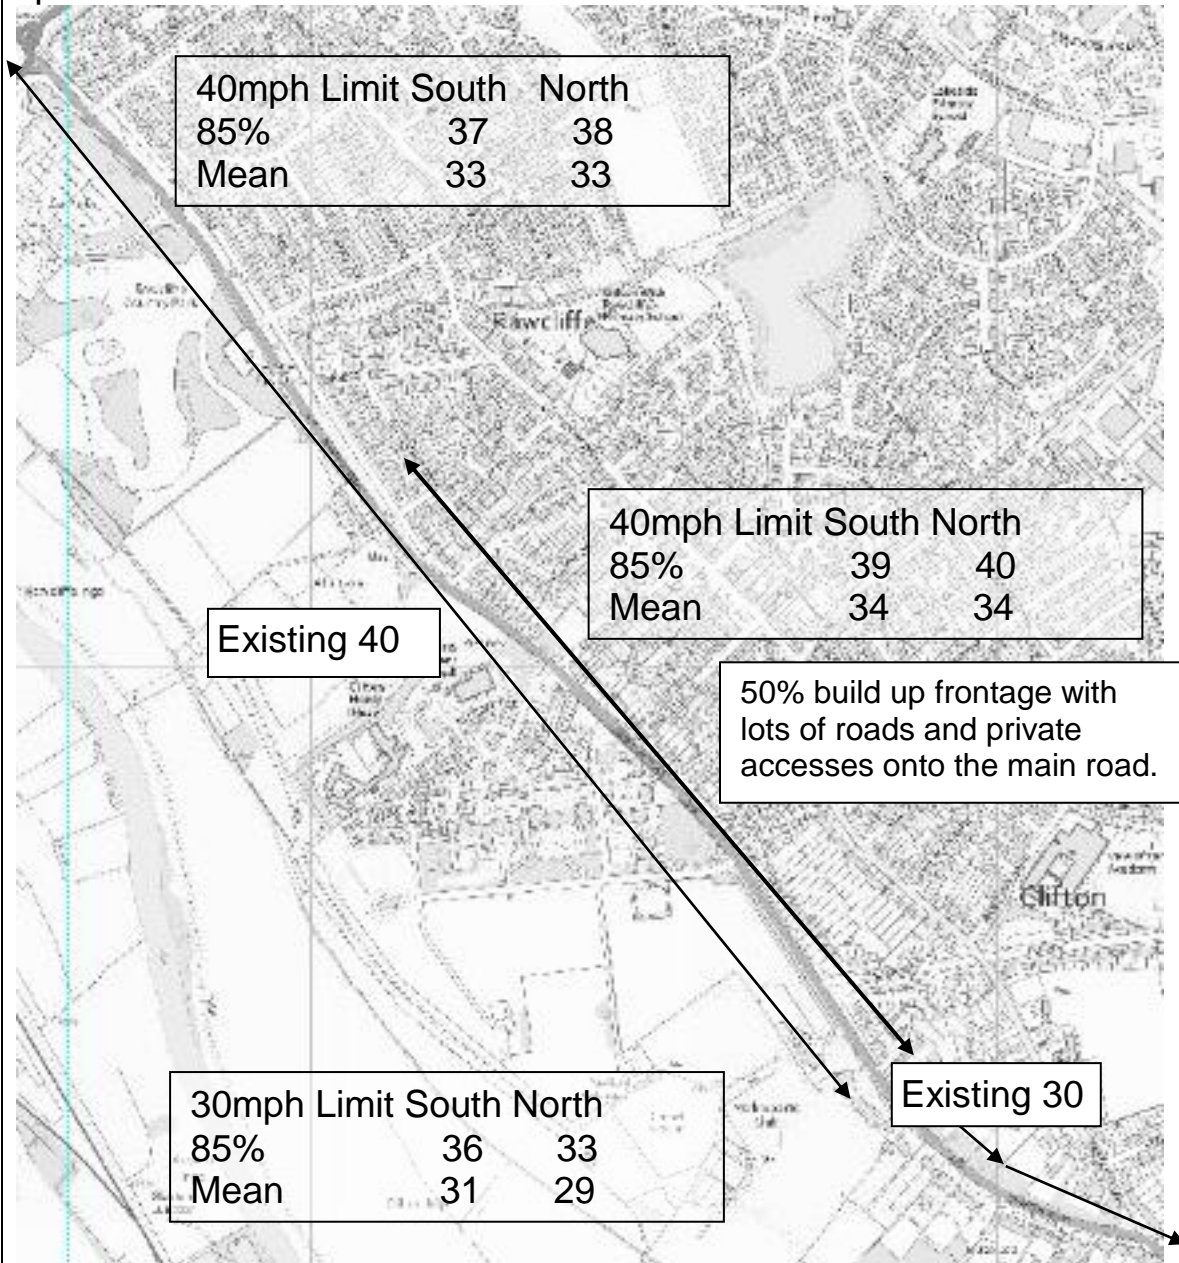 40mph Limit South North
85% 37 38
Mean 33 33
Rawcliffe
40mph Limit South North
85% 39 40
Mean 34 34
Existing 40
50% build up frontage with
lots of roads and private
accesses onto the main road.
Clifton
Existing 30
30mph Limit South North
85% 36 33
Mean 31 29